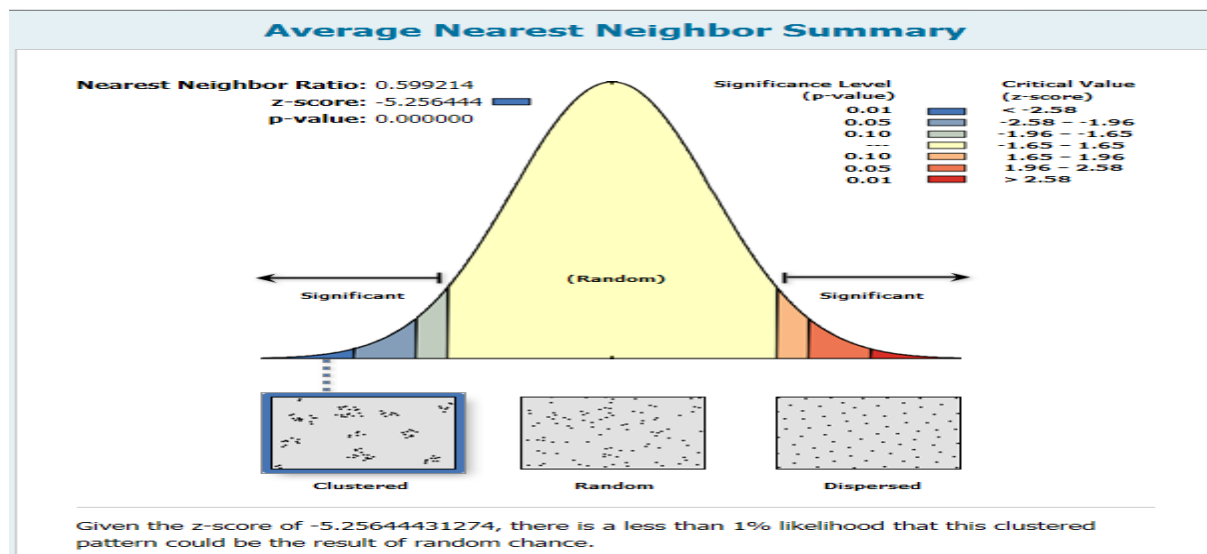 Average Nearest Neighbor Summary
Nearest Neighbor Ratio: 0.599214
z-score: -5.256444
p-value: 0.000000
Significance Level (p-value)
Critical Value (z-score)
0.01 < -2.58
0.05 -2.58 – -1.96
0.10 -1.96 – -1.65
--- -1.65 – 1.65
0.10 1.65 – 1.96
0.05 1.96 – 2.58
0.01 > 2.58
(Random)
Significant
Significant
Clustered
Random
Dispersed
Given the z-score of -5.25644431274, there is a less than 1% likelihood that this clustered
pattern could be the result of random chance.